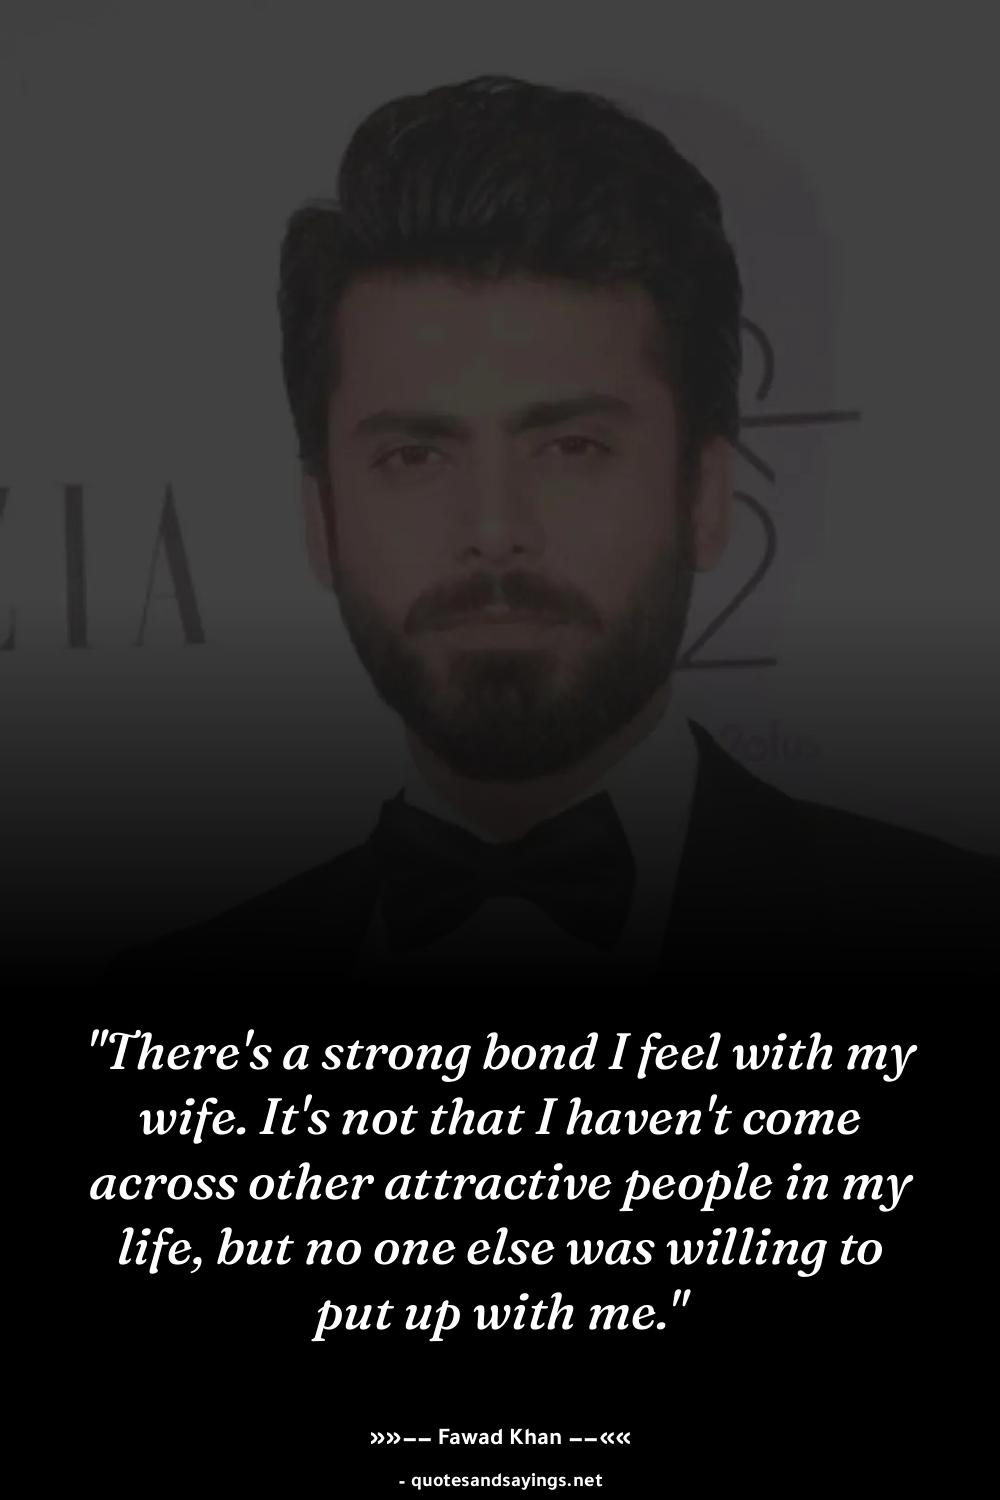 ZIA
"There's a strong bond I feel with my
wife. It's not that I haven't come
across other attractive people in my
life, but no one else was willing to
put up with me."
»»–– Fawad Khan ––««
- quotesandsayings.net